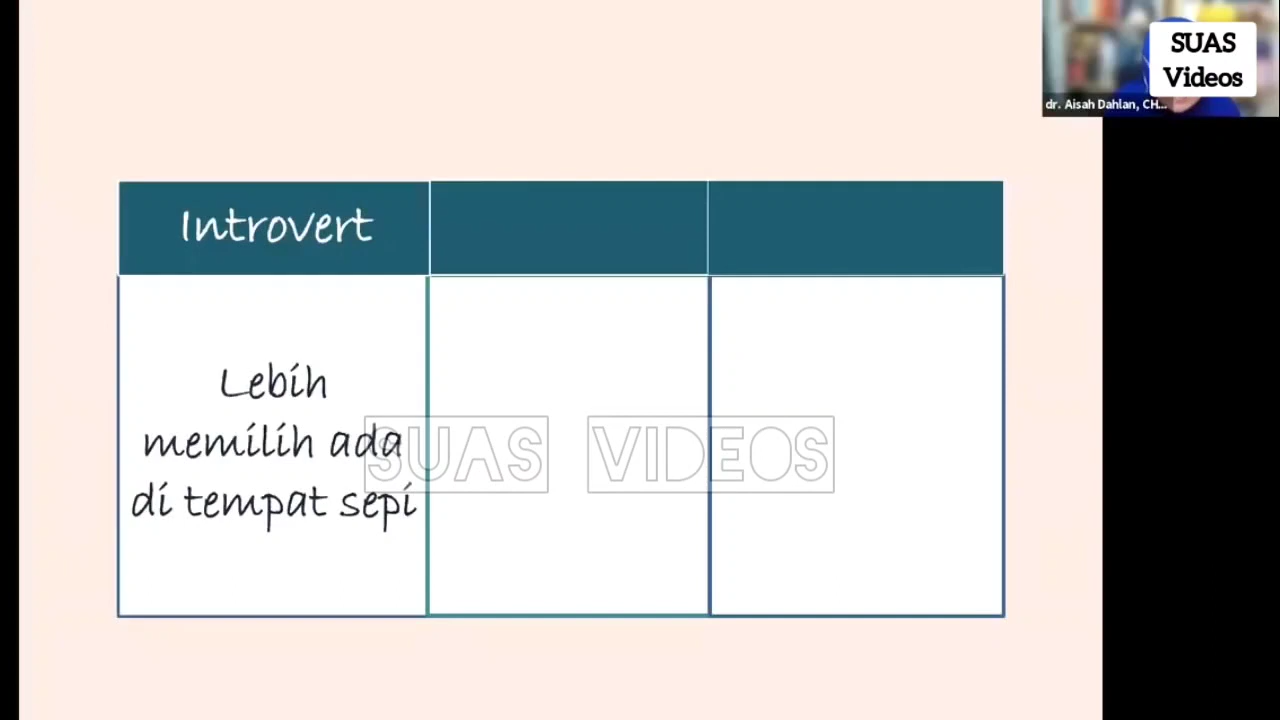 SUAS
Videos
dr. Aisah Dahlan, CH...
Introvert
Lebih
memilih ada
di tempat sepi
SUAS VIDEOS